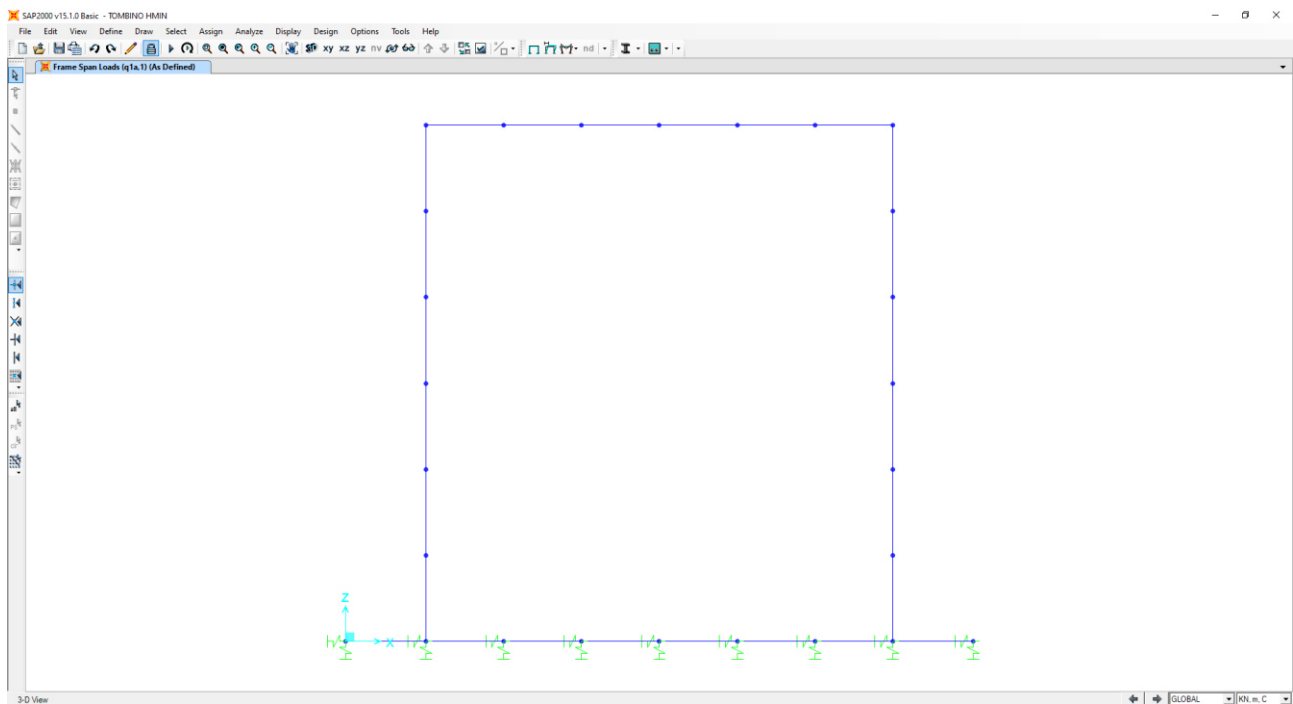 SAP2000 v15.1.0 Basic - TOMBINO HMIN
File Edit View Define Draw Select Assign Analyze Display Design Options Tools Help
xy xz yz nv nd
Frame Span Loads (q1a,1) (As Defined)
Z
X
3-D View GLOBAL KN, m, C